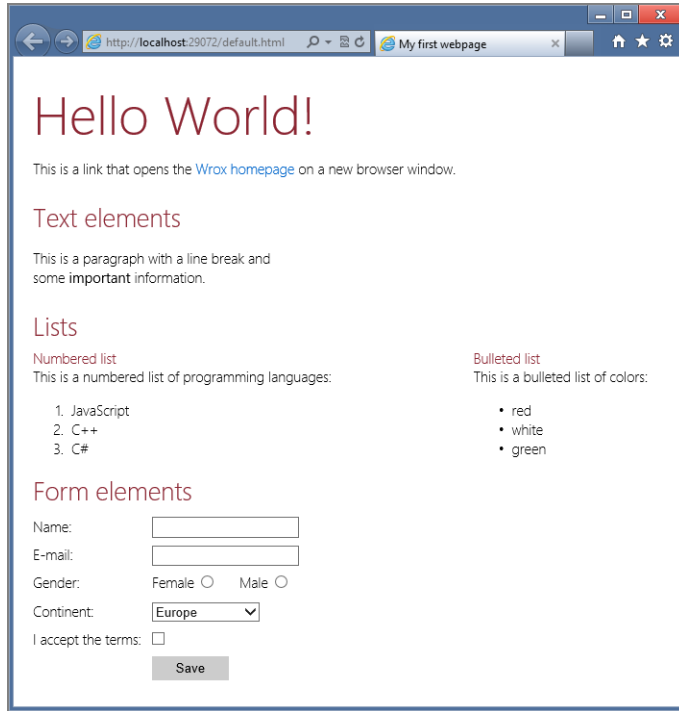 http://localhost:29072/default.html
My first webpage
Hello World!
This is a link that opens the Wrox homepage on a new browser window.
Text elements
This is a paragraph with a line break and
some important information.
Lists
Numbered list
This is a numbered list of programming languages:
1. JavaScript
2. C++
3. C#
Bulleted list
This is a bulleted list of colors:
• red
• white
• green
Form elements
Name:
E-mail:
Gender: Female Male
Continent: Europe
I accept the terms:
Save